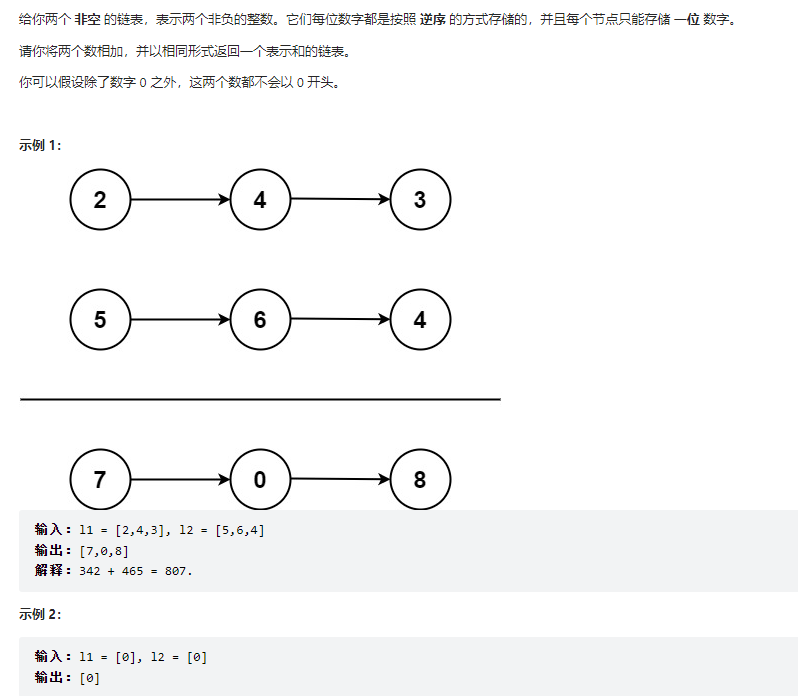 给你两个 非空 的链表，表示两个非负的整数。它们每位数字都是按照 逆序 的方式存储的，并且每个节点只能存储 一位 数字。
请你将两个数相加，并以相同形式返回一个表示和的链表。
你可以假设除了数字 0 之外，这两个数都不会以 0 开头。
示例 1：
2 4 3
5 6 4
7 0 8
输入：l1 = [2,4,3], l2 = [5,6,4]
输出：[7,0,8]
解释：342 + 465 = 807.
示例 2：
输入：l1 = [0], l2 = [0]
输出：[0]